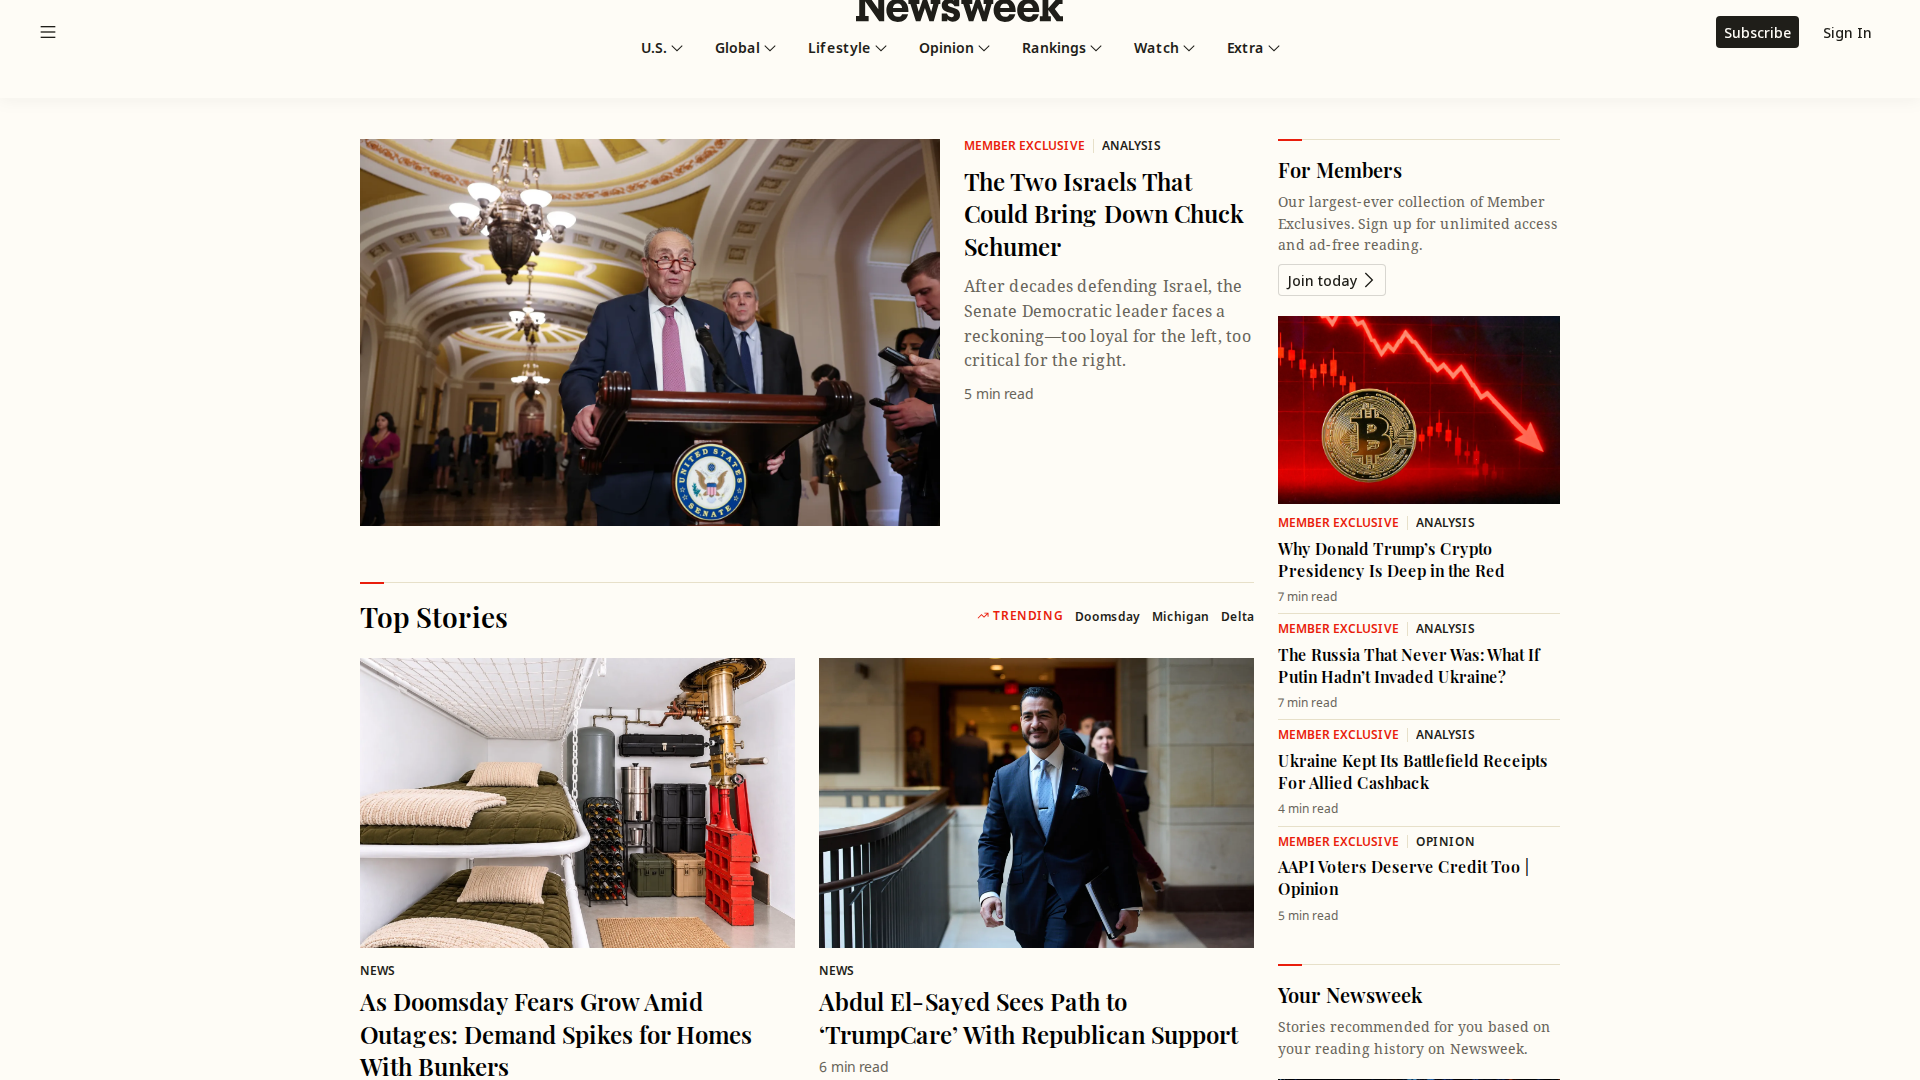 Newsweek
U.S.
Global
Lifestyle
Opinion
Rankings
Watch
Extra
Subscribe
Sign In
MEMBER EXCLUSIVE
ANALYSIS
The Two Israels That
Could Bring Down Chuck
Schumer
After decades defending Israel, the
Senate Democratic leader faces a
reckoning—too loyal for the left, too
critical for the right.
5 min read
UNITED STATES
SENATE
Top Stories
TRENDING
Doomsday
Michigan
Delta
NEWS
As Doomsday Fears Grow Amid
Outages: Demand Spikes for Homes
With Bunkers
NEWS
Abdul El-Sayed Sees Path to
‘TrumpCare’ With Republican Support
6 min read
For Members
Our largest-ever collection of Member
Exclusives. Sign up for unlimited access
and ad-free reading.
Join today
MEMBER EXCLUSIVE
ANALYSIS
Why Donald Trump’s Crypto
Presidency Is Deep in the Red
7 min read
MEMBER EXCLUSIVE
ANALYSIS
The Russia That Never Was: What If
Putin Hadn’t Invaded Ukraine?
7 min read
MEMBER EXCLUSIVE
ANALYSIS
Ukraine Kept Its Battlefield Receipts
For Allied Cashback
4 min read
MEMBER EXCLUSIVE
OPINION
AAPI Voters Deserve Credit Too |
Opinion
5 min read
Your Newsweek
Stories recommended for you based on
your reading history on Newsweek.